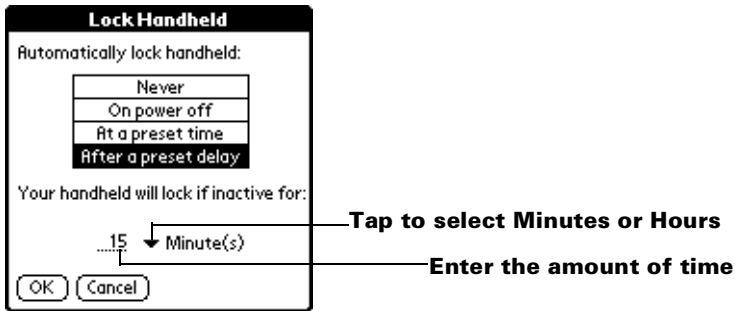 Lock Handheld
Automatically lock handheld:
Never
On power off
At a preset time
After a preset delay
Your handheld will lock if inactive for:
Tap to select Minutes or Hours
15 Minute(s)
Enter the amount of time
OK Cancel